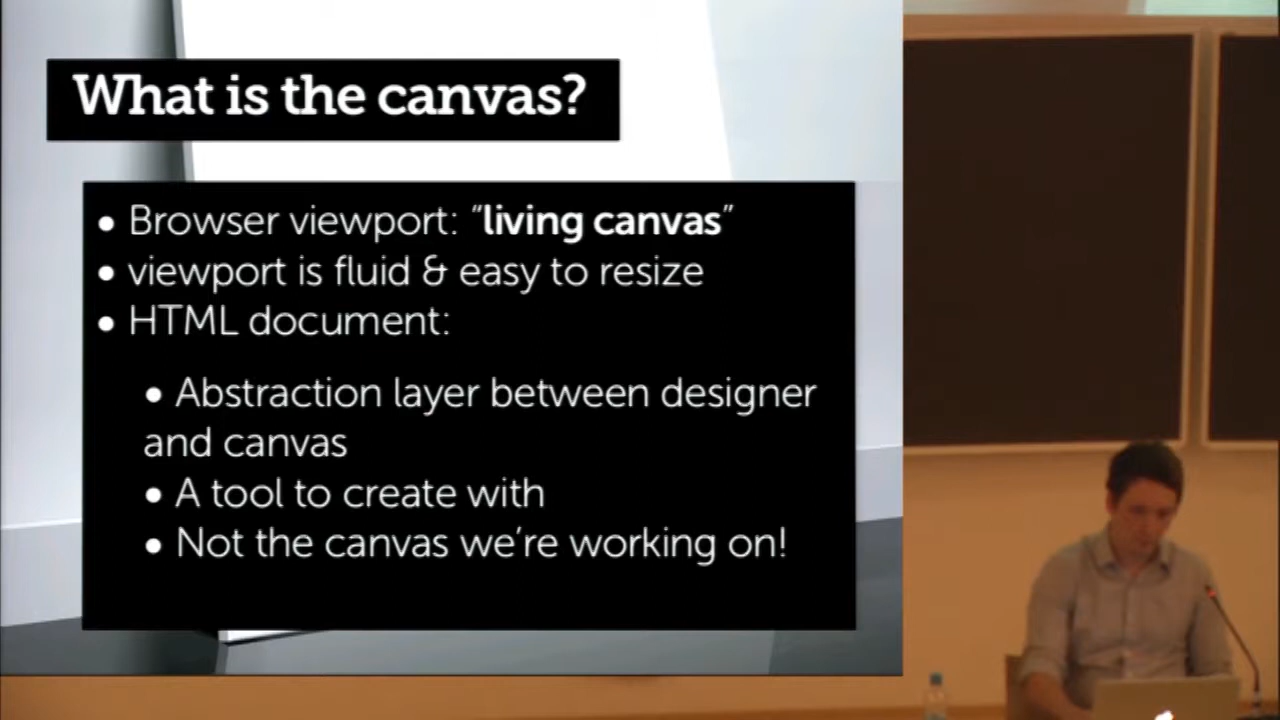 What is the canvas?
• Browser viewport: “living canvas”
• viewport is fluid & easy to resize
• HTML document:
• Abstraction layer between designer
and canvas
• A tool to create with
• Not the canvas we’re working on!